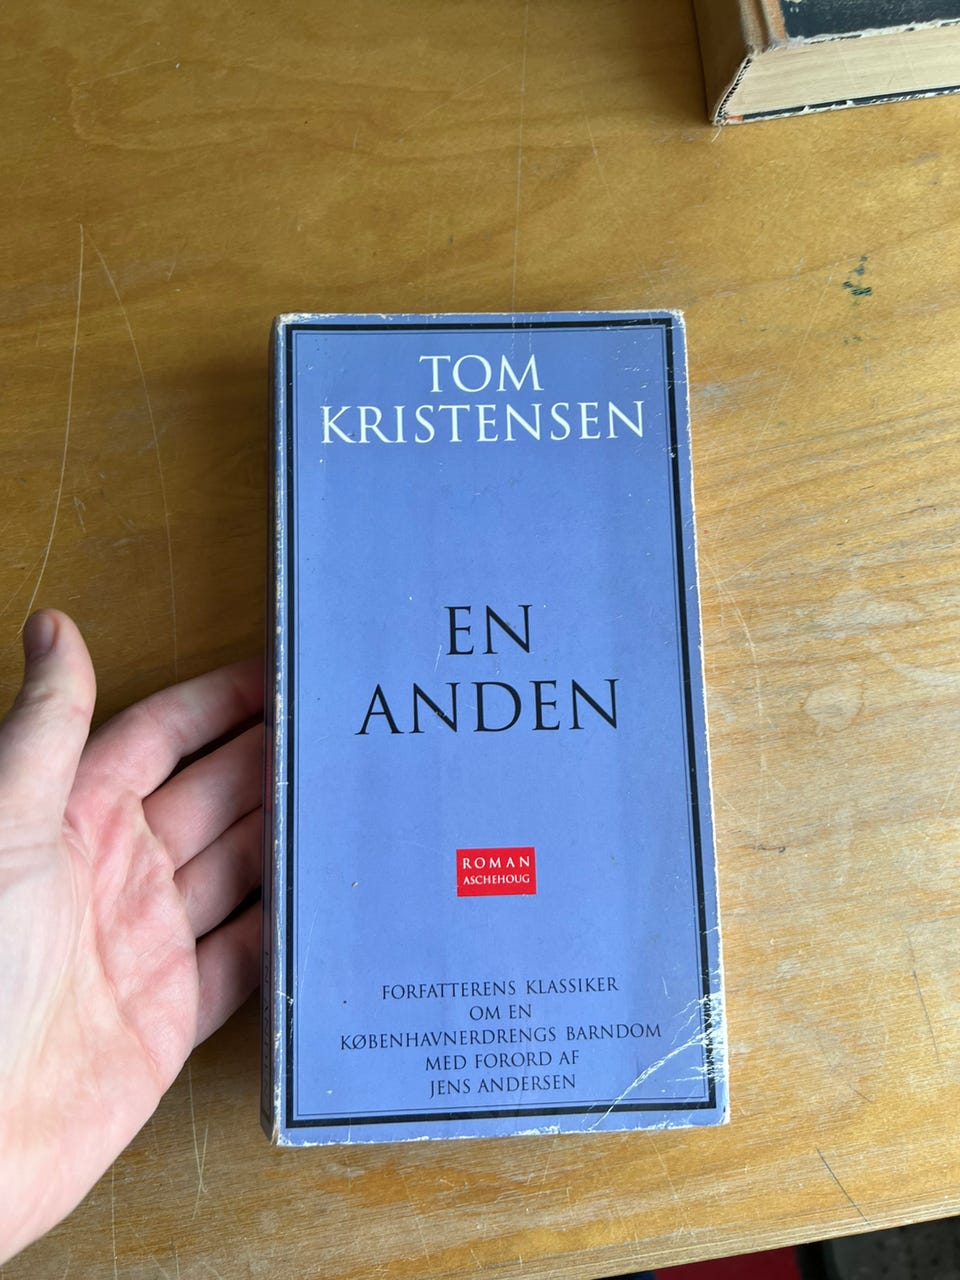 TOM
KRISTENSEN
EN
ANDEN
ROMAN
ASCHEHOUG
FORFATTERENS KLASSIKER
OM EN
KØBENHAVNERDRENGS BARNDOM
MED FORORD AF
JENS ANDERSEN